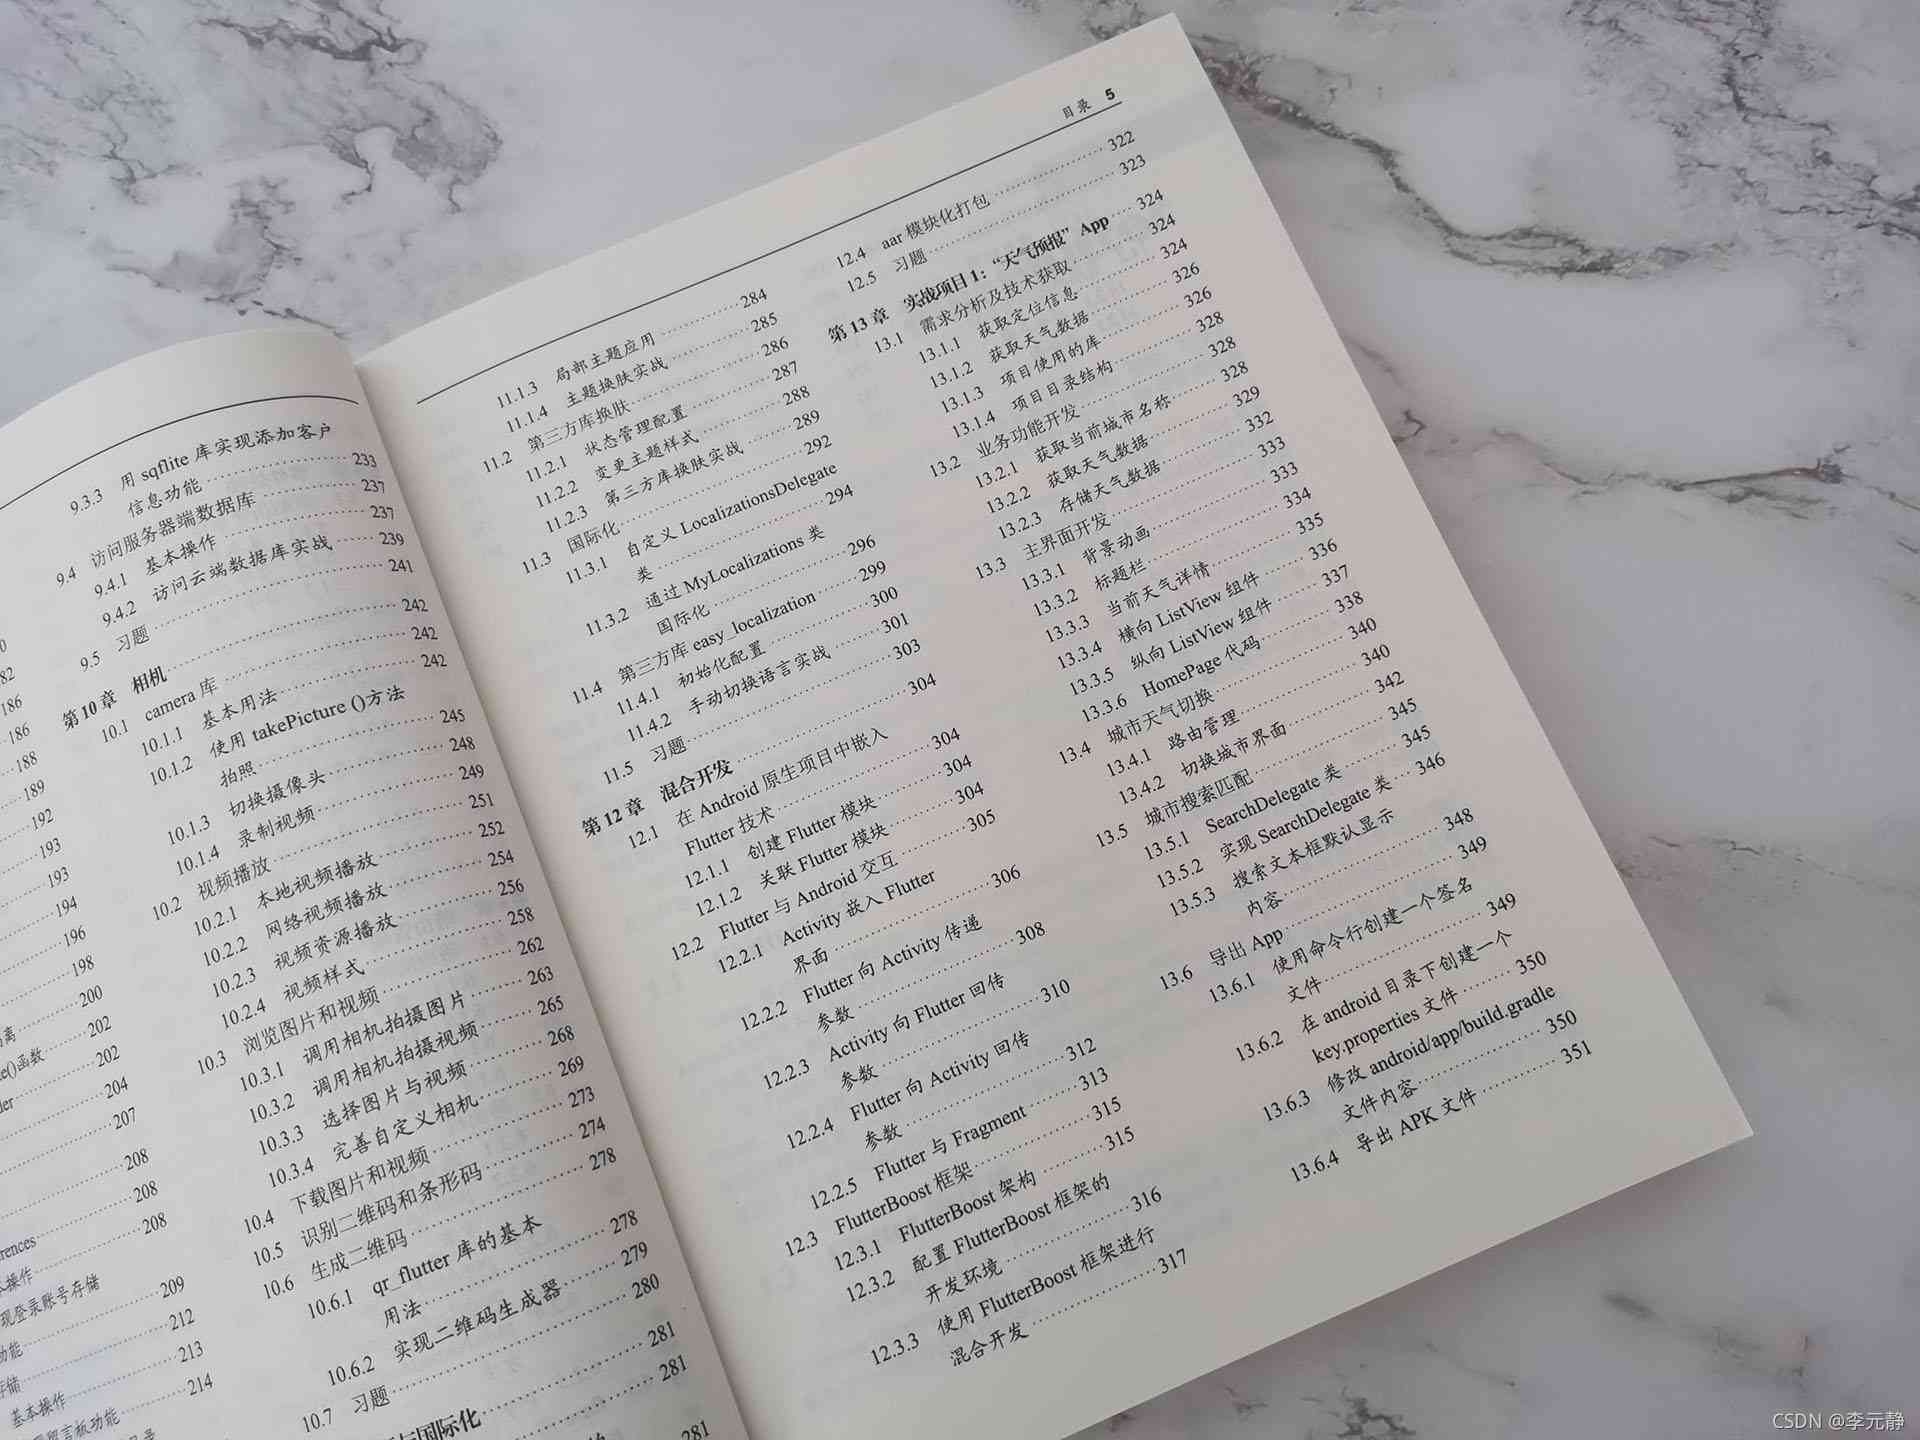 186
186
188
189
192
193
193
194
196
198
200
202
202
204
207
208
208
208
209
212
213
214
9.3.3 用 sqflite 库实现添加客户
信息功能 233
9.4 访问服务器端数据库 237
9.4.1 基本操作 237
9.4.2 访问云端数据库实战 239
9.5 习题 241
第 10 章 相机 242
10.1 camera 库 242
10.1.1 基本用法 242
10.1.2 使用 takePicture ()方法
拍照 245
10.1.3 切换摄像头 248
10.1.4 录制视频 249
10.2 视频播放 251
10.2.1 本地视频播放 252
10.2.2 网络视频播放 254
10.2.3 视频资源播放 256
10.2.4 视频样式 258
10.3 浏览图片和视频 262
10.3.1 调用相机拍摄图片 263
10.3.2 调用相机拍摄视频 265
10.3.3 选择图片与视频 268
10.3.4 完善自定义相机 269
10.4 下载图片和视频 273
10.5 识别二维码和条形码 274
10.6 生成二维码 278
10.6.1 qr_flutter 库的基本
用法 278
10.6.2 实现二维码生成器 279
10.7 习题 280
与国际化 281
281
281
目录 5
11.1.3 局部主题应用 284
11.1.4 主题换肤实战 285
11.2 第三方库换肤 286
11.2.1 状态管理配置 287
11.2.2 变更主题样式 288
11.2.3 第三方库换肤实战 289
11.3 国际化 292
11.3.1 自定义 LocalizationsDelegate
类 294
11.3.2 通过 MyLocalizations 类
国际化 296
11.4 第三方库 easy_localization 299
11.4.1 初始化配置 300
11.4.2 手动切换语言实战 301
11.5 习题 303
第 12 章 混合开发 304
12.1 在 Android 原生项目中嵌入
Flutter 技术 304
12.1.1 创建 Flutter 模块 304
12.1.2 关联 Flutter 模块 304
12.2 Flutter 与 Android 交互 305
12.2.1 Activity 嵌入 Flutter
界面 306
12.2.2 Flutter 向 Activity 传递
参数 308
12.2.3 Activity 向 Flutter 回传
参数 310
12.2.4 Flutter 向 Activity 回传
参数 312
12.2.5 Flutter 与 Fragment 313
12.3 FlutterBoost 框架 315
12.3.1 FlutterBoost 架构 315
12.3.2 配置 FlutterBoost 框架的
开发环境 316
12.3.3 使用 FlutterBoost 框架进行
混合开发 317
12.4 aar 模块化打包 322
12.5 习题 323
第 13 章 实战项目 1：“天气预报” App 324
13.1 需求分析及技术获取 324
13.1.1 获取定位信息 324
13.1.2 获取天气数据 326
13.1.3 项目使用的库 326
13.1.4 项目目录结构 328
13.2 业务功能开发 328
13.2.1 获取当前城市名称 328
13.2.2 获取天气数据 329
13.2.3 存储天气数据 332
13.3 主界面开发 333
13.3.1 背景动画 333
13.3.2 标题栏 334
13.3.3 当前天气详情 335
13.3.4 横向 ListView 组件 336
13.3.5 纵向 ListView 组件 337
13.3.6 HomePage 代码 338
13.4 城市天气切换 340
13.4.1 路由管理 340
13.4.2 切换城市界面 342
13.5 城市搜索匹配 345
13.5.1 SearchDelegate 类 345
13.5.2 实现 SearchDelegate 类 346
13.5.3 搜索文本框默认显示
内容 348
13.6 导出 App 349
13.6.1 使用命令行创建一个签名
文件 349
13.6.2 在 android 目录下创建一个
key.properties 文件 350
13.6.3 修改 android/app/build.gradle
文件内容 350
13.6.4 导出 APK 文件 351
CSDN @李元静